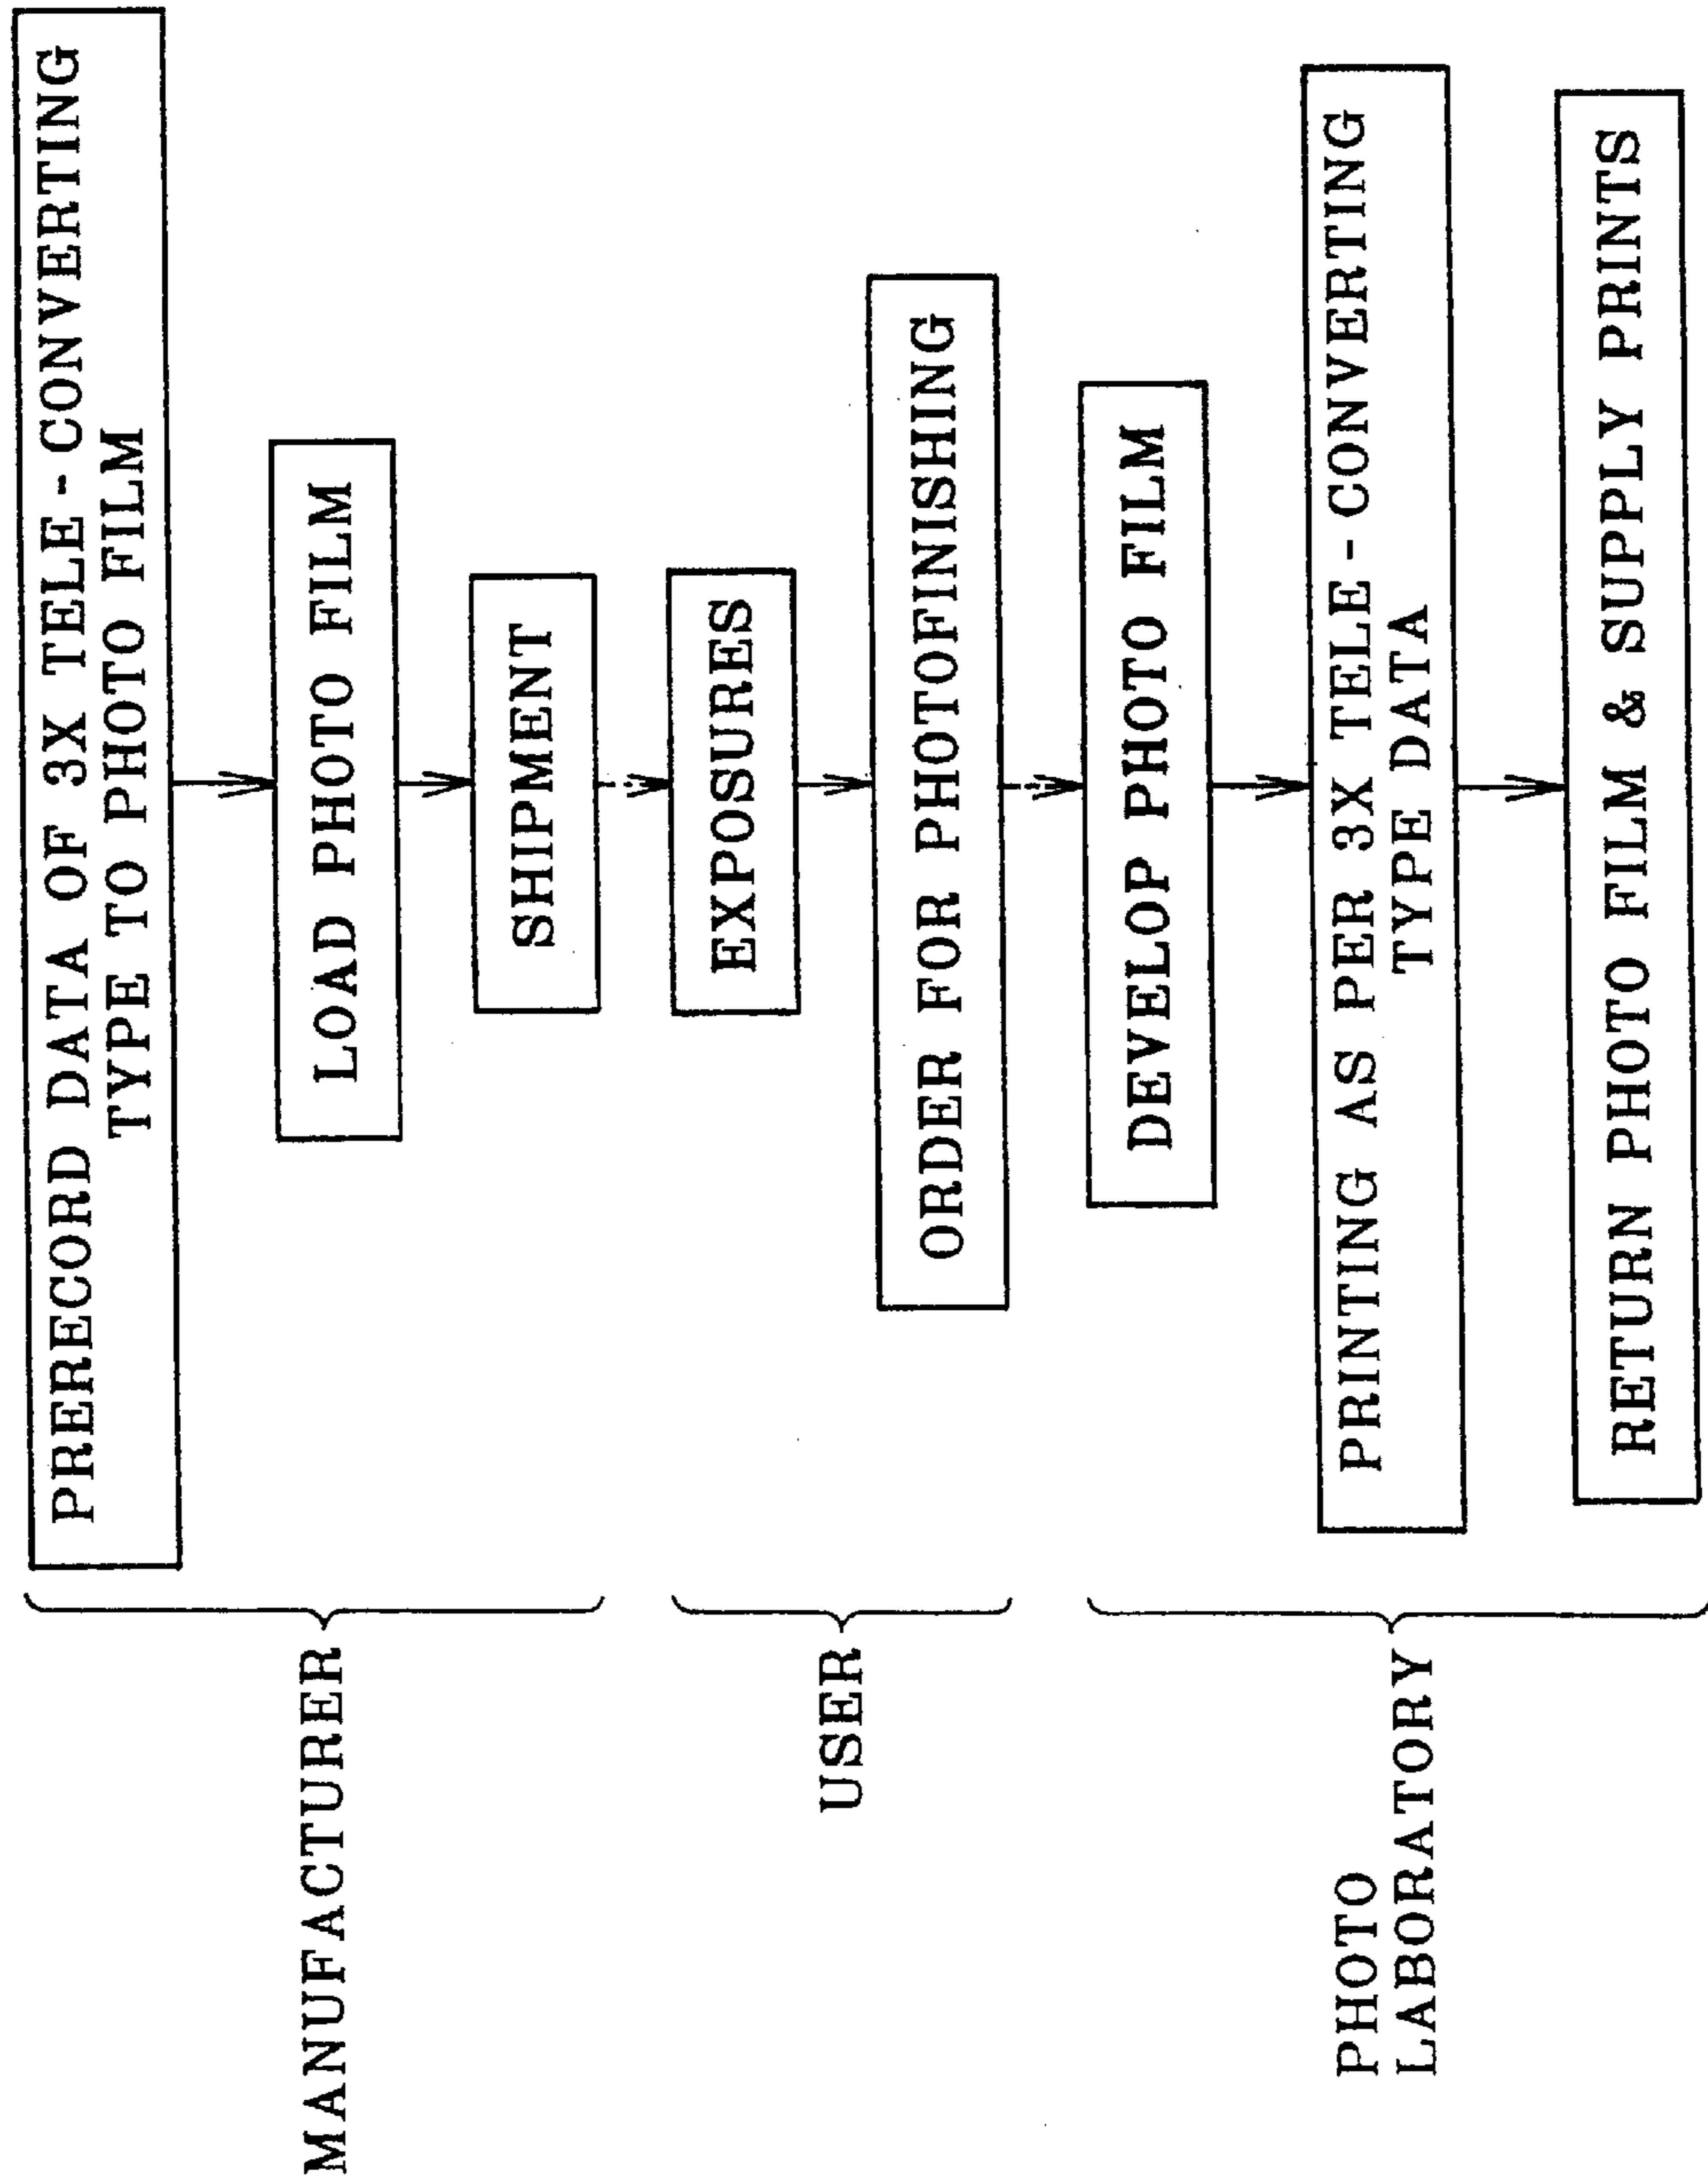 MANUFACTURER
PRERECORD DATA OF 3X TELE-CONVERTING
TYPE TO PHOTO FILM
LOAD PHOTO FILM
SHIPMENT
USER
EXPOSURES
ORDER FOR PHOTOFINISHING
PHOTO
LABORATORY
DEVELOP PHOTO FILM
PRINTING AS PER 3X TELE-CONVERTING
TYPE DATA
RETURN PHOTO FILM & SUPPLY PRINTS